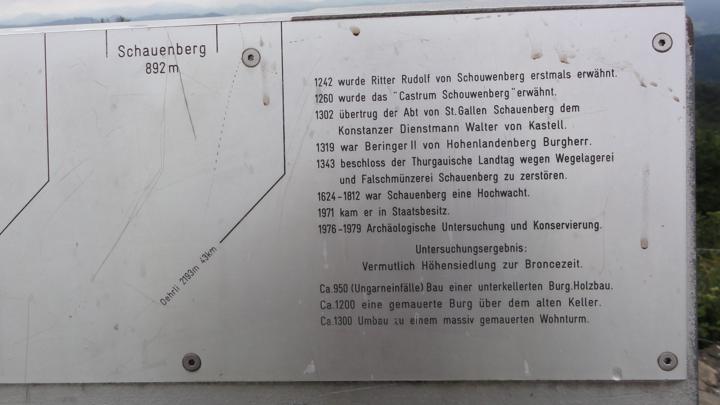 Schauenberg
892 m
Oehrli 2193m 43km
1242 wurde Ritter Rudolf von Schouwenberg erstmals erwähnt.
1260 wurde das "Castrum Schouwenberg" erwähnt.
1302 übertrug der Abt von St. Gallen Schauenberg dem
Konstanzer Dienstmann Walter von Kastell.
1319 war Beringer II von Hohenlandenberg Burgherr.
1343 beschloss der Thurgauische Landtag wegen Wegelagerei
und Falschmünzerei Schauenberg zu zerstören.
1624-1812 war Schauenberg eine Hochwacht.
1971 kam er in Staatsbesitz.
1976-1979 Archäologische Untersuchung und Konservierung.
Untersuchungsergebnis:
Vermutlich Höhensiedlung zur Broncezeit.
Ca.950 (Ungarneinfälle) Bau einer unterkellerten Burg.Holzbau.
Ca.1200 eine gemauerte Burg über dem alten Keller.
Ca.1300 Umbau zu einem massiv gemauerten Wohnturm.